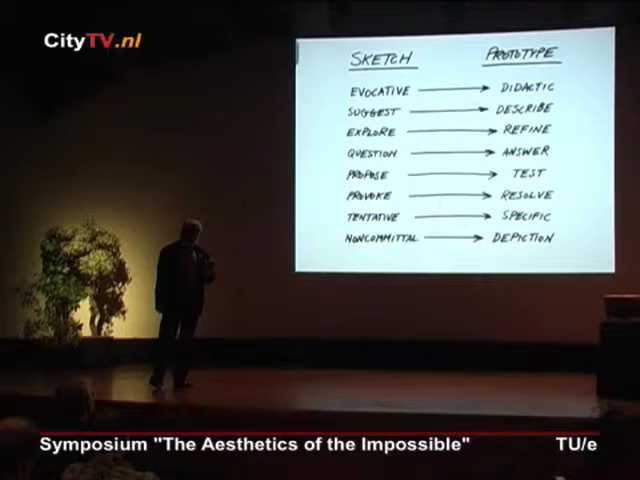 CityTV.nl
SKETCH PROTOTYPE
EVOCATIVE DIDACTIC
SUGGEST DESCRIBE
EXPLORE REFINE
QUESTION ANSWER
PROPOSE TEST
PROVOKE RESOLVE
TENTATIVE SPECIFIC
NONCOMMITTAL DEPICTION
Symposium "The Aesthetics of the Impossible" TU/e